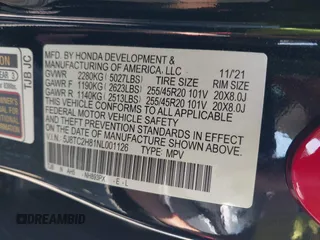 MFD. BY HONDA DEVELOPMENT & 11/21
MANUFACTURING OF AMERICA, LLC
GVWR 2280KG (5027LBS) TIRE SIZE RIM SIZE
GAWR F 1190KG (2623LBS) 255/45R20 101V 20X8.0J
GAWR R 1140KG (2513LBS) 255/45R20 101V 20X8.0J
THIS VEHICLE CONFORMS TO ALL APPLICABLE
FEDERAL MOTOR VEHICLE SAFETY AND
THEFT PREVENTION STANDARDS IN EFFECT ON
THE DATE OF MANUFACTURE SHOWN ABOVE.
V.I.N. 5J8TC2H81NL001126 TYPE: MPV
TJB JC
DREAMBID